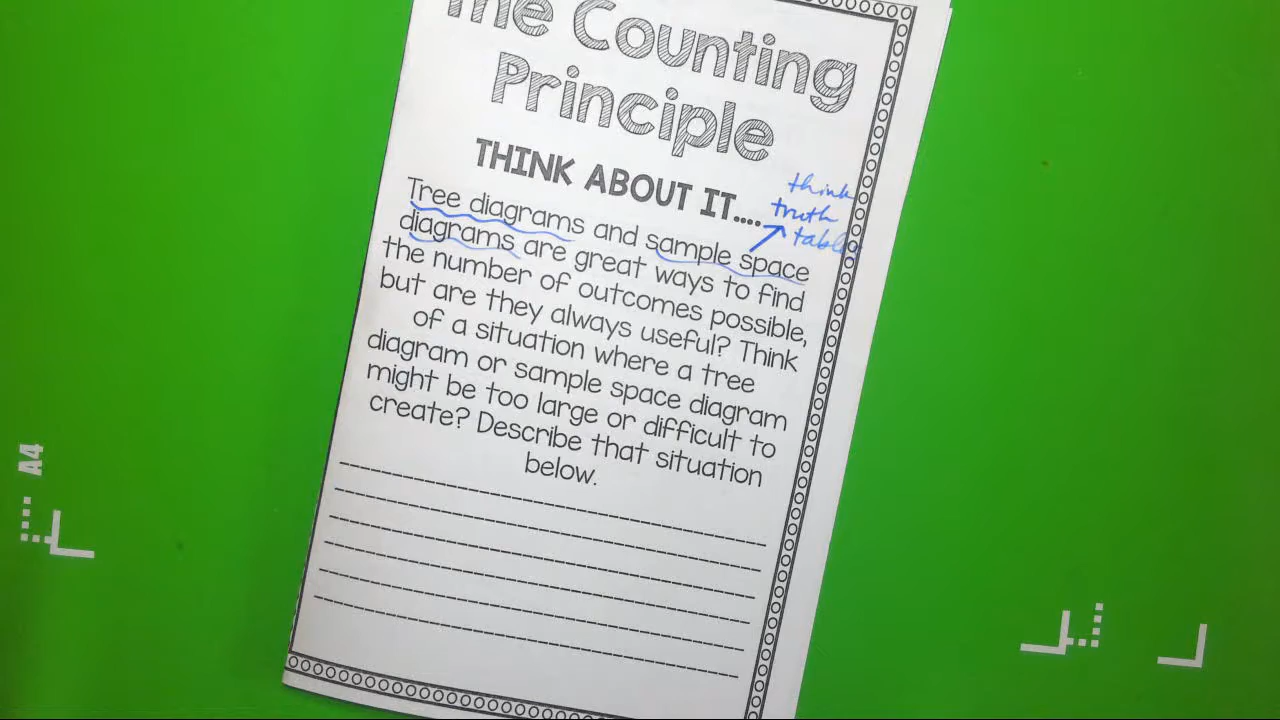 The Counting
Principle
THINK ABOUT IT....
think
truth
table
Tree diagrams and sample space
diagrams are great ways to find
the number of outcomes possible,
but are they always useful? Think
of a situation where a tree
diagram or sample space diagram
might be too large or difficult to
create? Describe that situation
below.
A4